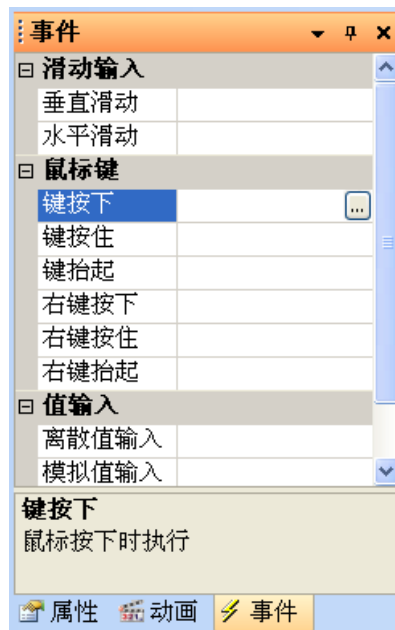 事件
滑动输入
垂直滑动
水平滑动
鼠标键
键按下
...
键按住
键抬起
右键按下
右键按住
右键抬起
值输入
离散值输入
模拟值输入
键按下
鼠标按下时执行
属性 动画 事件